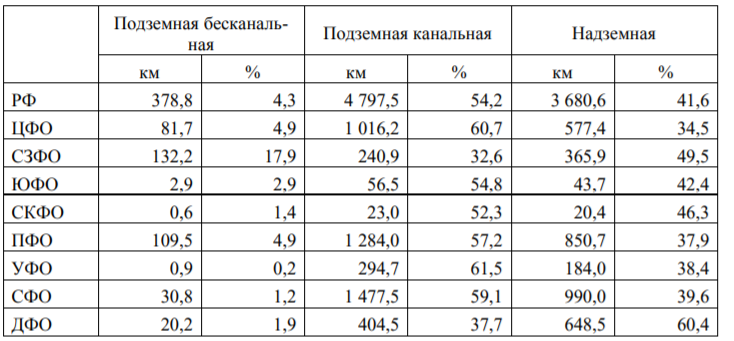 Подземная бесканаль-
ная
Подземная канальная
Надземная
км % км % км %
РФ 378,8 4,3 4 797,5 54,2 3 680,6 41,6
ЦФО 81,7 4,9 1 016,2 60,7 577,4 34,5
СЗФО 132,2 17,9 240,9 32,6 365,9 49,5
ЮФО 2,9 2,9 56,5 54,8 43,7 42,4
СКФО 0,6 1,4 23,0 52,3 20,4 46,3
ПФО 109,5 4,9 1 284,0 57,2 850,7 37,9
УФО 0,9 0,2 294,7 61,5 184,0 38,4
СФО 30,8 1,2 1 477,5 59,1 990,0 39,6
ДФО 20,2 1,9 404,5 37,7 648,5 60,4